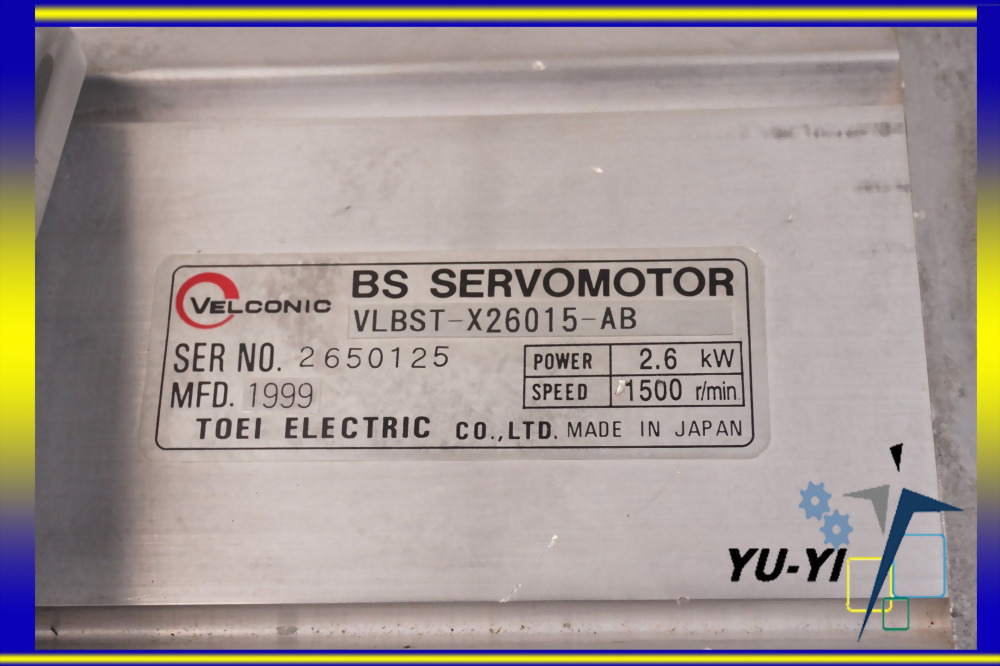 BS SERVOMOTOR
VELCONIC
VLBST-X26015-AB
SER NO. 2650125
POWER 2.6 kW
MFD. 1999
SPEED 1500 r/min
TOEI ELECTRIC CO.,LTD. MADE IN JAPAN
YU-YI